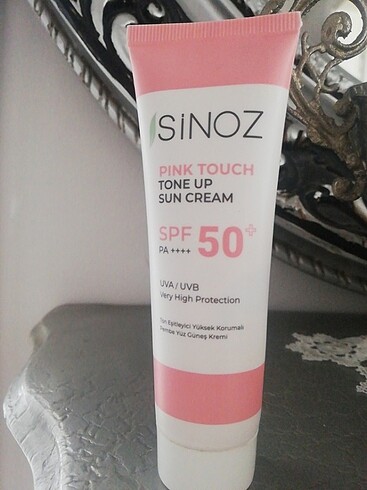 SiNOZ
PINK TOUCH
TONE UP
SUN CREAM
SPF 50+
PA ++++
UVA / UVB
Very High Protection
Ton Eşitleyici Yüksek Korumalı
Pembe Yüz Güneş Kremi